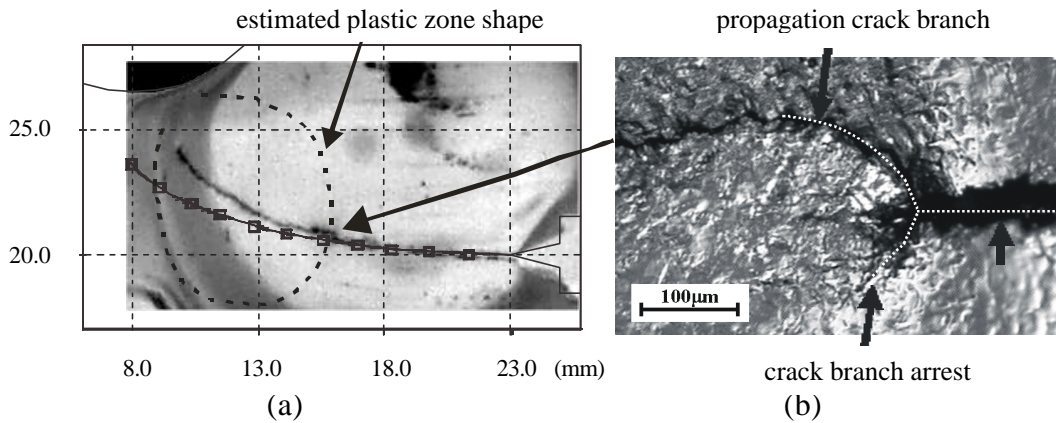 estimated plastic zone shape
propagation crack branch
25.0
20.0
8.0 13.0 18.0 23.0 (mm)
100μm
crack branch arrest
(a) (b)